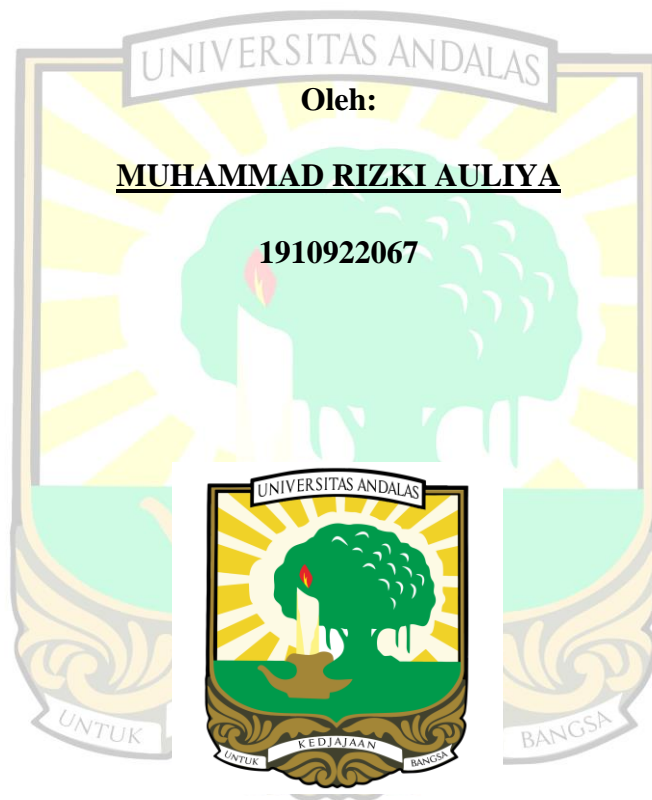 UNIVERSITAS ANDALAS
Oleh:
MUHAMMAD RIZKI AULIYA
1910922067
UNIVERSITAS ANDALAS
UNTUK KEDJAJAAN BANGSA
UNTUK BANGSA